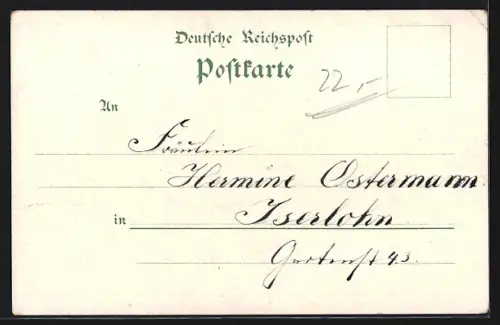 Deutsche Reichspost
Postkarte
22,-
An
Fräulein
Hermine Ostermann
in Iserlohn
Gartenst 43.